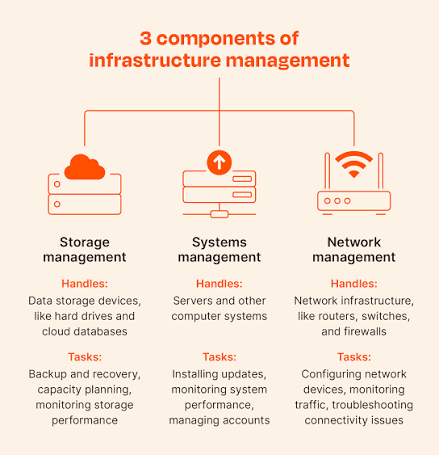 3 components of
infrastructure management
Storage
management
Handles:
Data storage devices,
like hard drives and
cloud databases
Tasks:
Backup and recovery,
capacity planning,
monitoring storage
performance
Systems
management
Handles:
Servers and other
computer systems
Tasks:
Installing updates,
monitoring system
performance,
managing accounts
Network
management
Handles:
Network infrastructure,
like routers, switches,
and firewalls
Tasks:
Configuring network
devices, monitoring
traffic, troubleshooting
connectivity issues